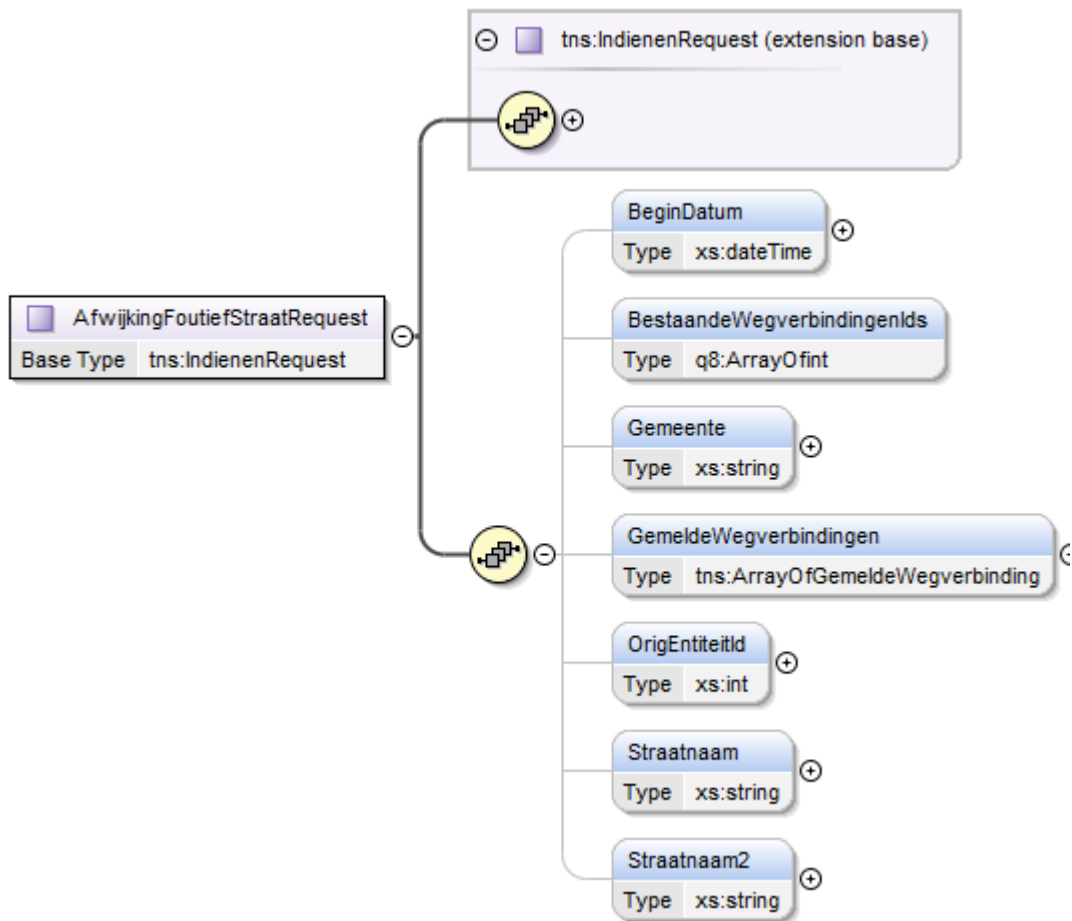 tns:IndienenRequest (extension base)
BeginDatum
Type xs:dateTime
AfwijkingFoutiefStraatRequest
Base Type tns:IndienenRequest
BestaandeWegverbindingenIds
Type q8:ArrayOfint
Gemeente
Type xs:string
GemeldeWegverbindingen
Type tns:ArrayOfGemeldeWegverbinding
OrigEntiteitId
Type xs:int
Straatnaam
Type xs:string
Straatnaam2
Type xs:string